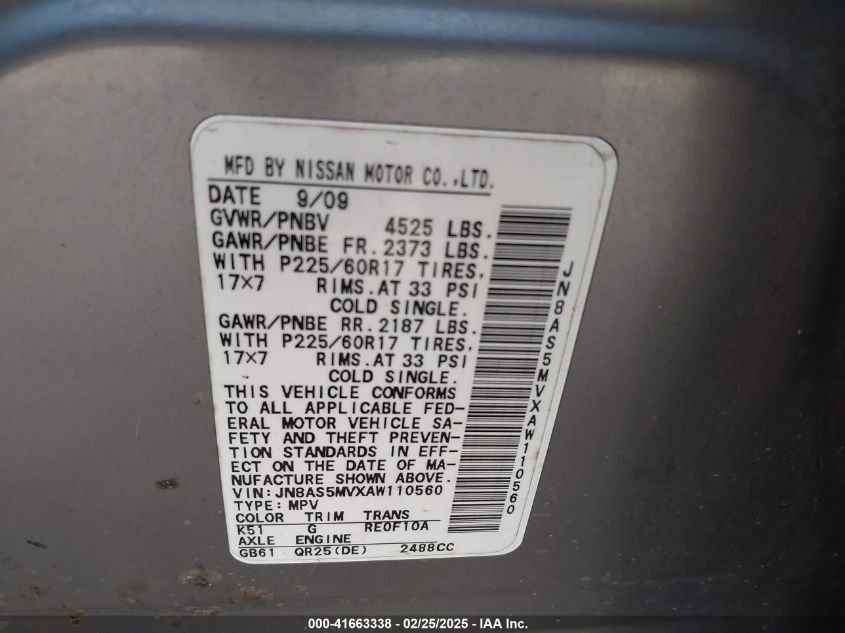 MFD BY NISSAN MOTOR CO.,LTD.
DATE 9/09
GVWR/PNBV 4525 LBS.
GAWR/PNBE FR. 2373 LBS.
WITH P225/60R17 TIRES,
17×7 RIMS.AT 33 PSI
COLD SINGLE.
GAWR/PNBE RR. 2187 LBS.
WITH P225/60R17 TIRES,
17×7 RIMS.AT 33 PSI
COLD SINGLE.
THIS VEHICLE CONFORMS
TO ALL APPLICABLE FED-
ERAL MOTOR VEHICLE SA-
FETY AND THEFT PREVEN-
TION STANDARDS IN EFF-
ECT ON THE DATE OF MA-
NUFACTURE SHOWN ABOVE.
VIN: JN8AS5MVXAW110560
TYPE: MPV
COLOR TRIM TRANS
K51 G RE0F10A
AXLE ENGINE
GB61 QR25(DE) 2488CC
JN8AS5MVXAW110560
000-41663338 - 02/25/2025 - IAA Inc.